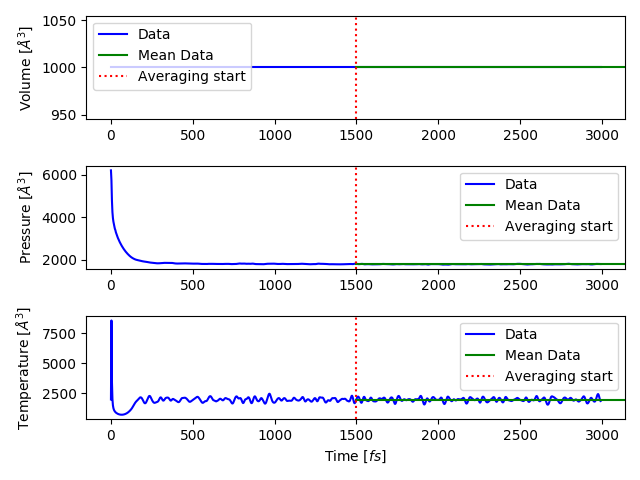 1050
1000
950
Volume [Å³]
Data
Mean Data
Averaging start
0 500 1000 1500 2000 2500 3000
6000
4000
2000
Pressure [Å³]
Data
Mean Data
Averaging start
0 500 1000 1500 2000 2500 3000
7500
5000
2500
Temperature [Å³]
Data
Mean Data
Averaging start
0 500 1000 1500 2000 2500 3000
Time [fs]